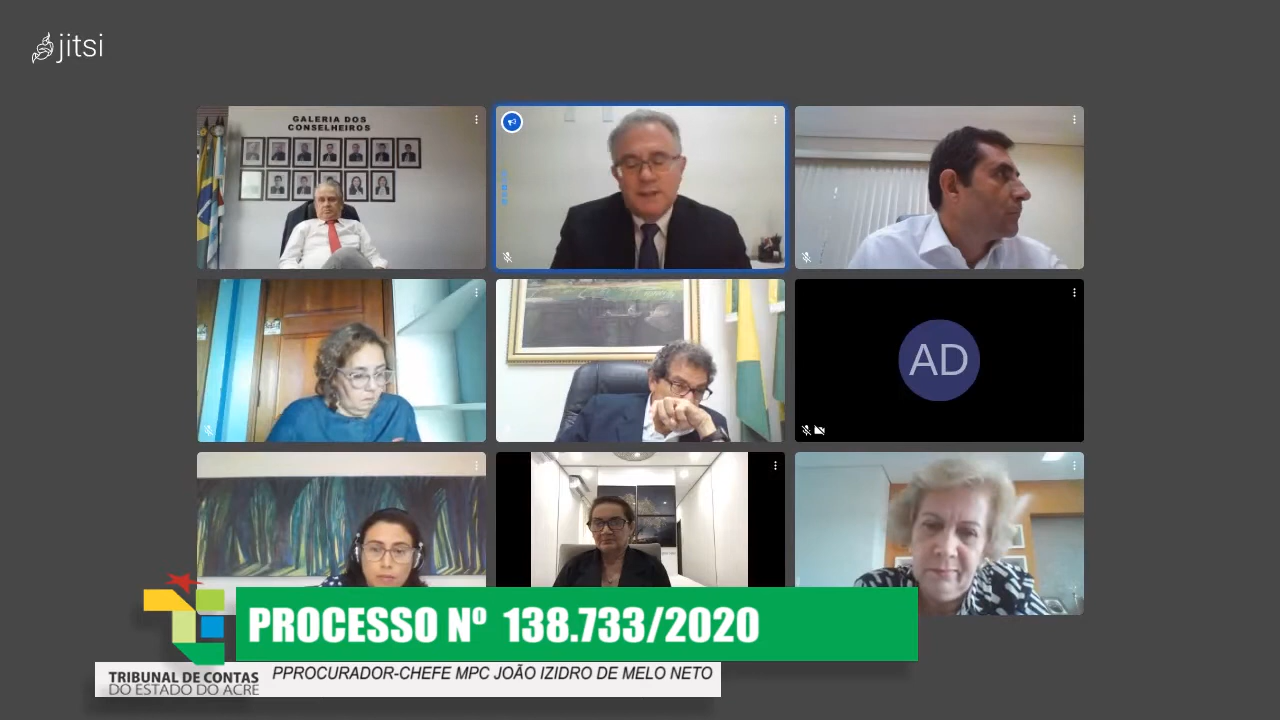 jitsi
GALERIA DOS
CONSELHEIROS
AD
PROCESSO Nº 138.733/2020
TRIBUNAL DE CONTAS
DO ESTADO DO ACRE
PPROCURADOR-CHEFE MPC JOÃO IZIDRO DE MELO NETO